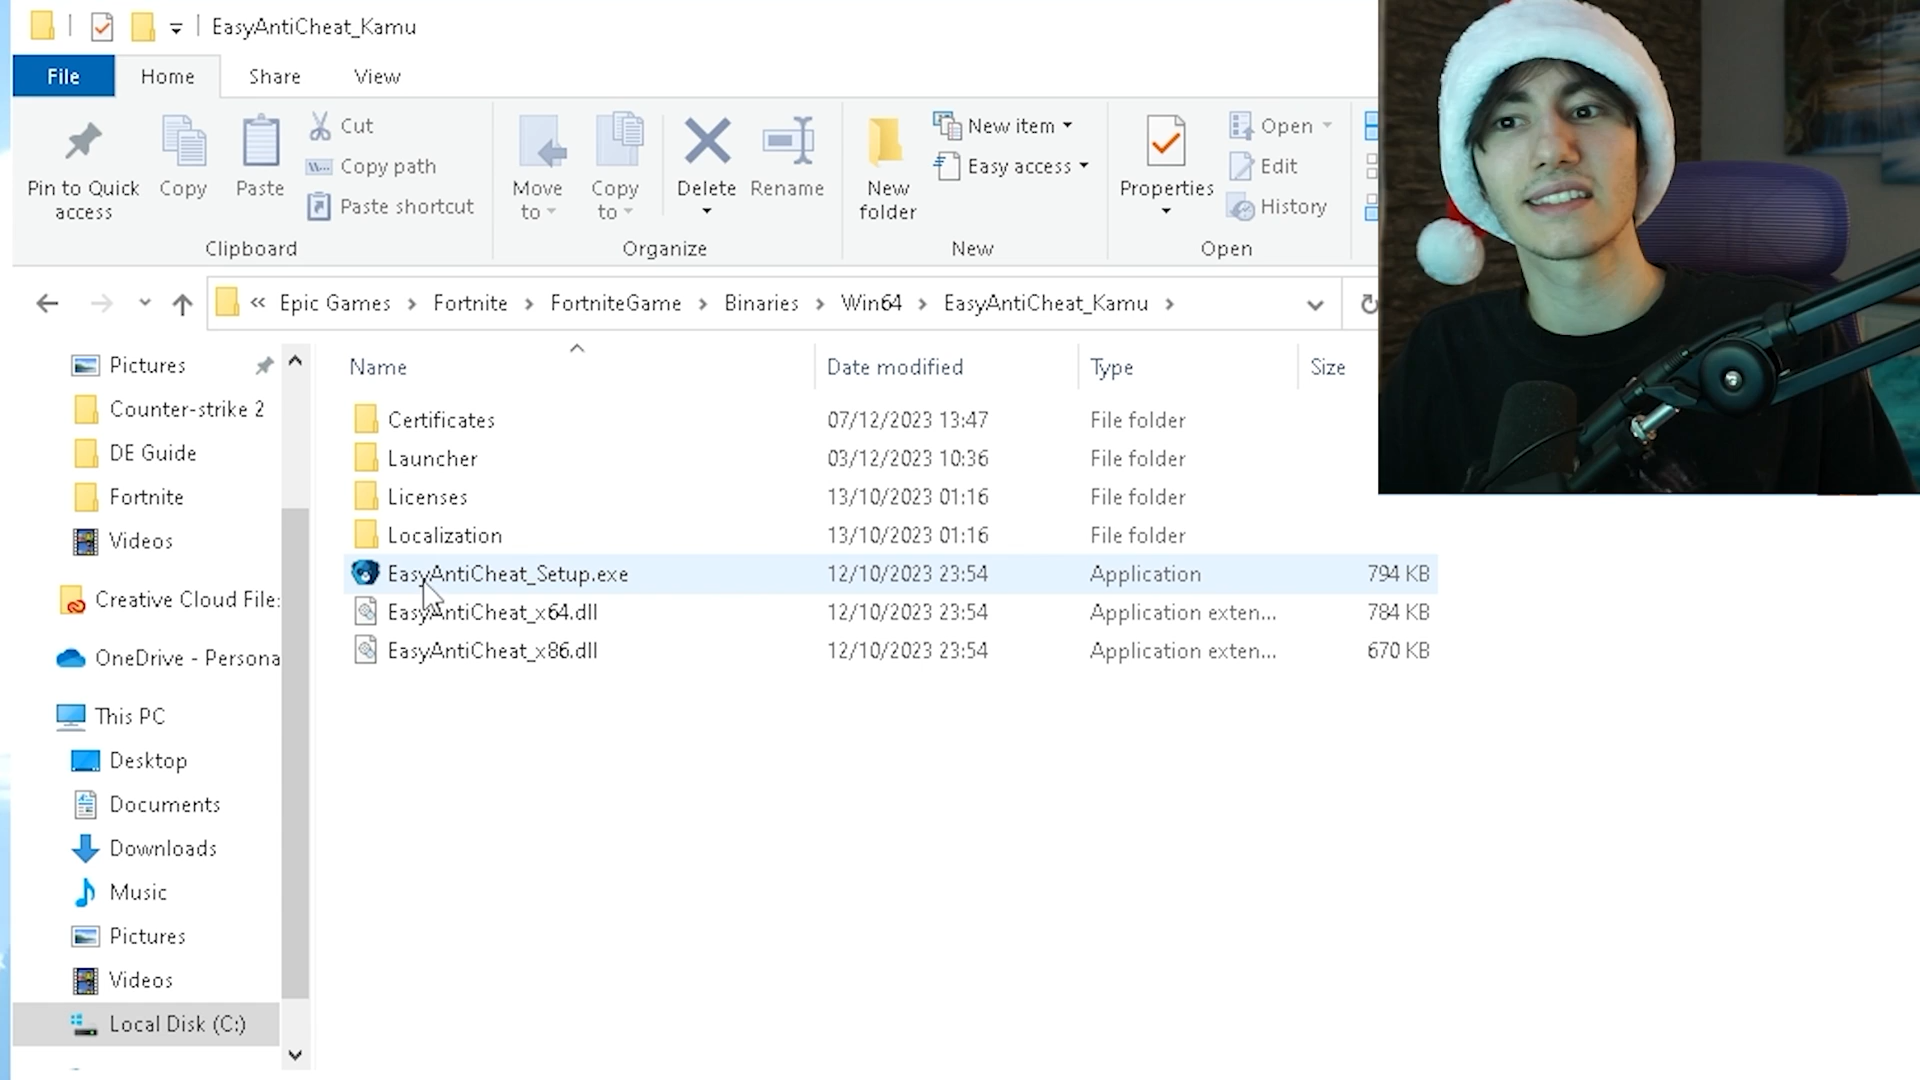 EasyAntiCheat_Kamu
File Home Share View
Pin to Quick access
Copy
Paste
Cut
Copy path
Paste shortcut
Clipboard
Move to
Copy to
Delete
Rename
Organize
New folder
New item
Easy access
New
Properties
Open
Edit
History
Open
« Epic Games › Fortnite › FortniteGame › Binaries › Win64 › EasyAntiCheat_Kamu ›
Pictures
Counter-strike 2
DE Guide
Fortnite
Videos
Creative Cloud File:
OneDrive - Persona
This PC
Desktop
Documents
Downloads
Music
Pictures
Videos
Local Disk (C:)
Name Date modified Type Size
Certificates 07/12/2023 13:47 File folder
Launcher 03/12/2023 10:36 File folder
Licenses 13/10/2023 01:16 File folder
Localization 13/10/2023 01:16 File folder
EasyAntiCheat_Setup.exe 12/10/2023 23:54 Application 794 KB
EasyAntiCheat_x64.dll 12/10/2023 23:54 Application exten... 784 KB
EasyAntiCheat_x86.dll 12/10/2023 23:54 Application exten... 670 KB